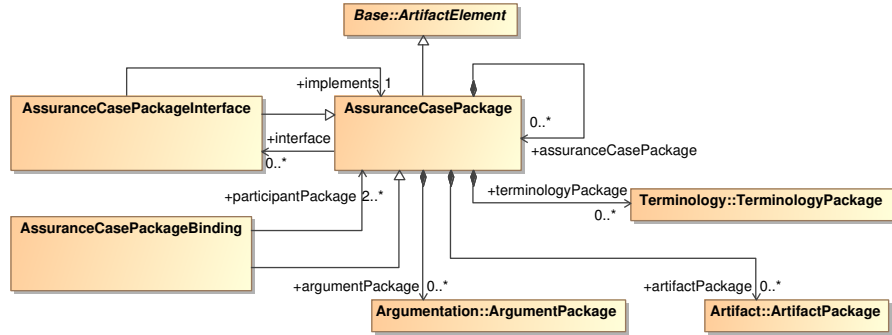 Base::ArtifactElement
+implements 1
AssuranceCasePackageInterface
AssuranceCasePackage
0..*
+interface
0..*
+assuranceCasePackage
+participantPackage 2..*
+terminologyPackage
0..*
Terminology::TerminologyPackage
AssuranceCasePackageBinding
+argumentPackage 0..*
+artifactPackage 0..*
Argumentation::ArgumentPackage
Artifact::ArtifactPackage